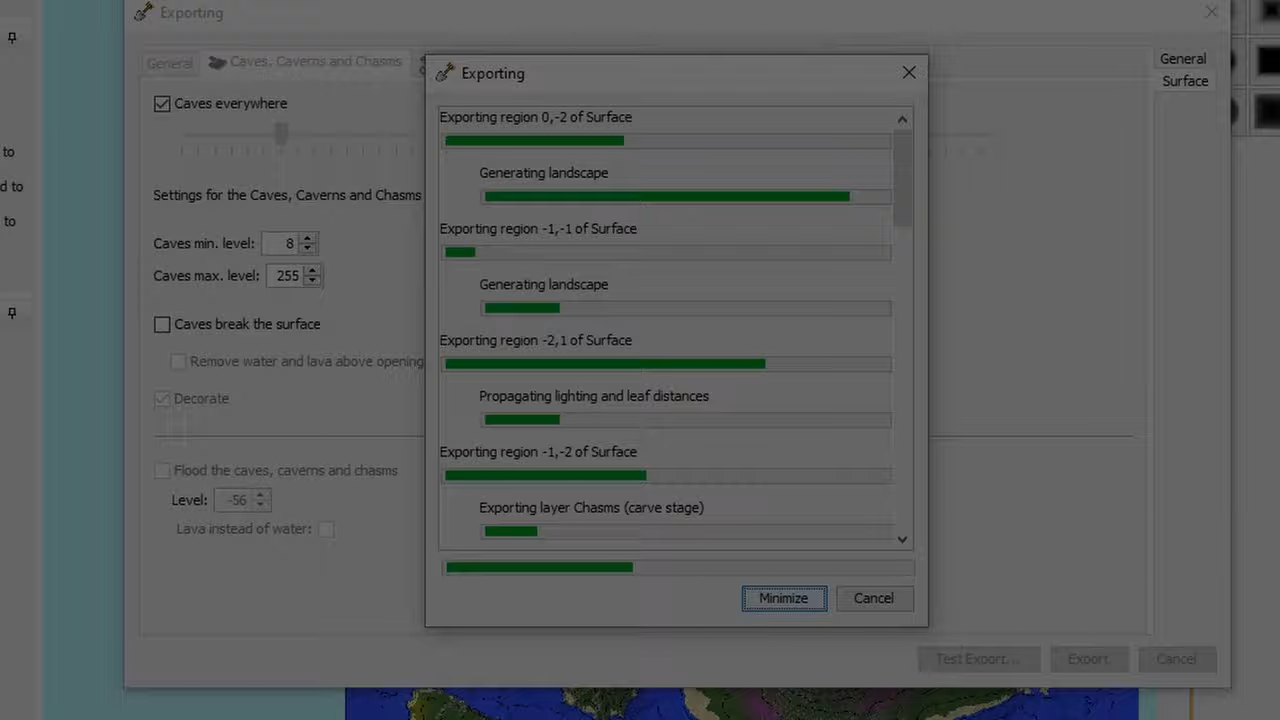 Exporting
General
Caves, Caverns and Chasms
General
Surface
Caves everywhere
to
d to
to
Settings for the Caves, Caverns and Chasms
Caves min. level: 8
Caves max. level: 255
Caves break the surface
Remove water and lava above opening
Decorate
Flood the caves, caverns and chasms
Level: -56
Lava instead of water:
Test Export...
Export
Cancel
Exporting
Exporting region 0,-2 of Surface
Generating landscape
Exporting region -1,-1 of Surface
Generating landscape
Exporting region -2,1 of Surface
Propagating lighting and leaf distances
Exporting region -1,-2 of Surface
Exporting layer Chasms (carve stage)
Minimize
Cancel